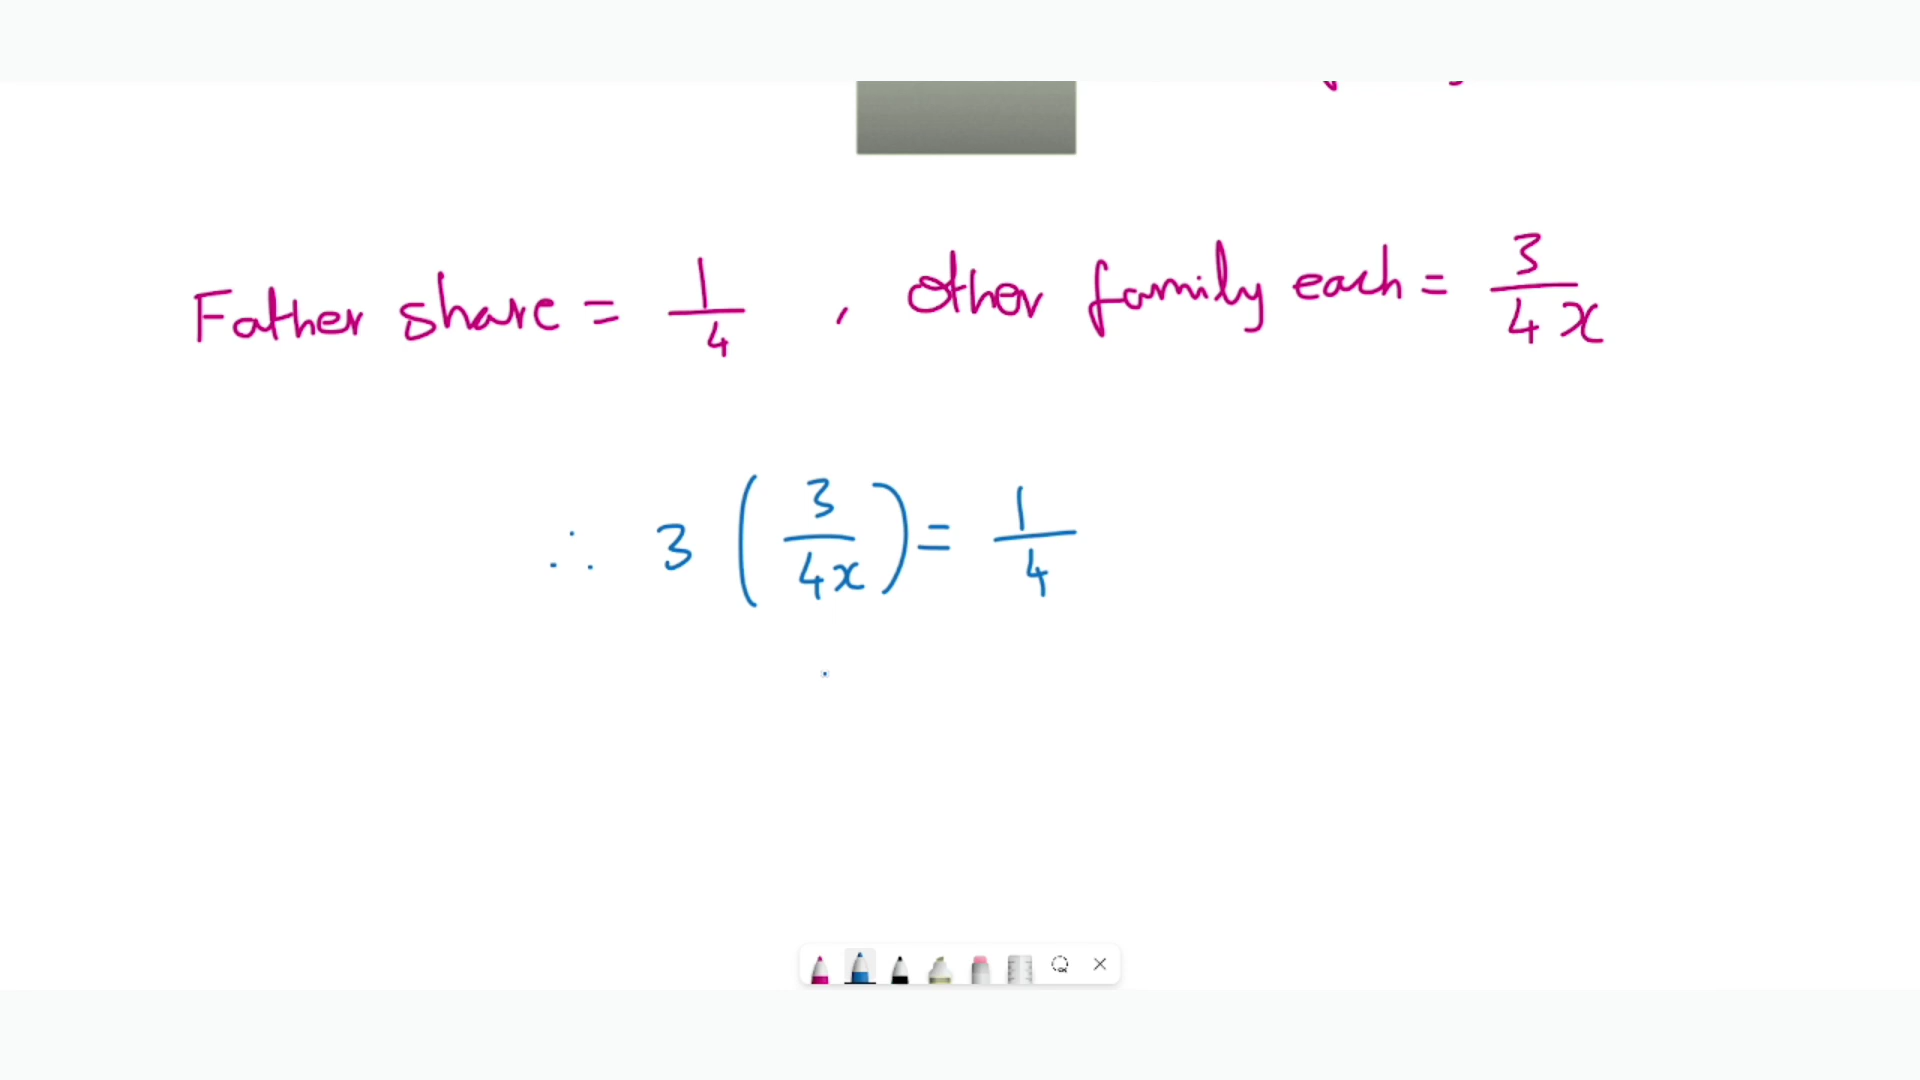 Father share = 1/4 , Other family each = 3/4x
∴ 3 (3/4x) = 1/4